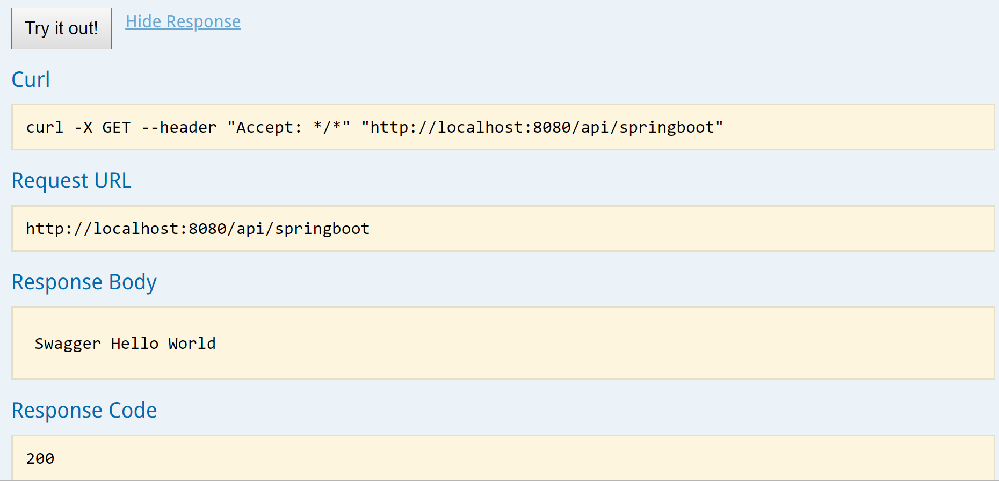 Try it out! Hide Response
Curl
curl -X GET --header "Accept: */*" "http://localhost:8080/api/springboot"
Request URL
http://localhost:8080/api/springboot
Response Body
Swagger Hello World
Response Code
200